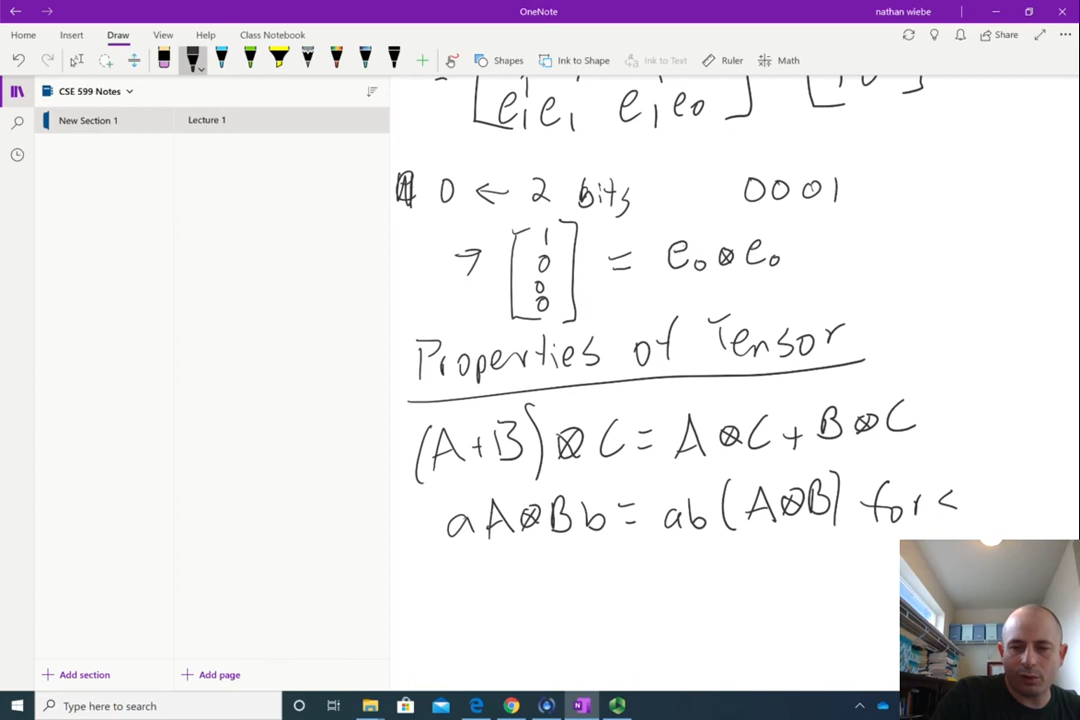 OneNote
nathan wiebe
Home Insert Draw View Help Class Notebook
Share
Shapes Ink to Shape Ink to Text Ruler Math
CSE 599 Notes
New Section 1
Lecture 1
e₁e₁ e₁e₀
0 ← 2 bits 0001
→ [1 0 0 0] = e₀⊗e₀
Properties of Tensor
(A+B)⊗C = A⊗C + B⊗C
aA⊗Bb = ab(A⊗B) for
+ Add section + Add page
Type here to search